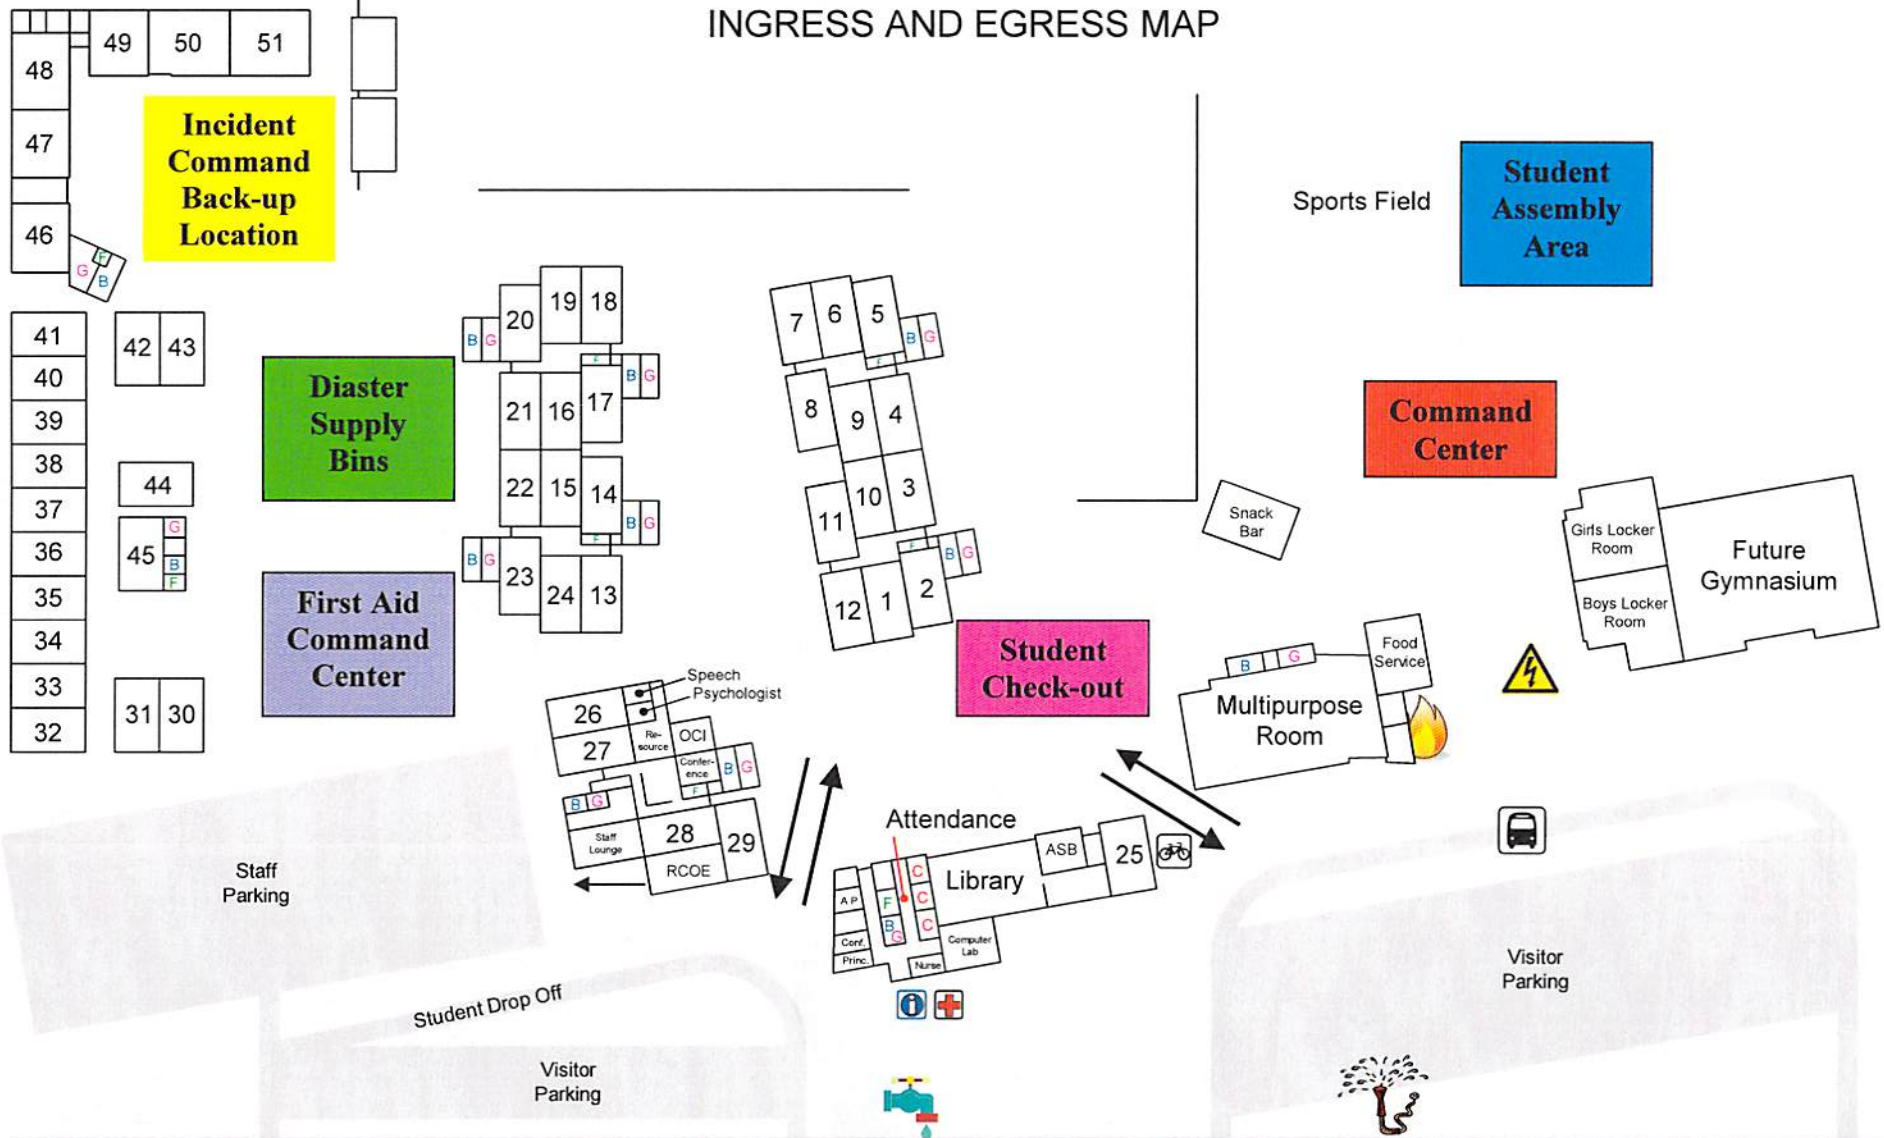 INGRESS AND EGRESS MAP
49
50
51
48
47
46
G
F
B
Incident
Command
Back-up
Location
Sports Field
Student
Assembly
Area
41
40
39
38
37
36
35
34
33
32
42
43
44
45
G
B
F
31
30
Diaster
Supply
Bins
First Aid
Command
Center
20
19
18
B
G
F
B
G
21
16
17
22
15
14
B
G
F
B
G
23
24
13
7
6
5
B
G
F
8
9
4
11
10
3
F
B
G
12
1
2
Command
Center
Snack
Bar
Girls Locker
Room
Boys Locker
Room
Future
Gymnasium
Student
Check-out
B
G
Food
Service
Multipurpose
Room
Speech
Psychologist
26
27
Re-
source
OCI
Confer-
ence
F
B
G
B
G
Staff
Lounge
28
29
RCOE
Attendance
A P
Conf.
Princ.
F
B
G
C
C
C
Nurse
Library
Computer
Lab
ASB
25
Staff
Parking
Student Drop Off
Visitor
Parking
Visitor
Parking